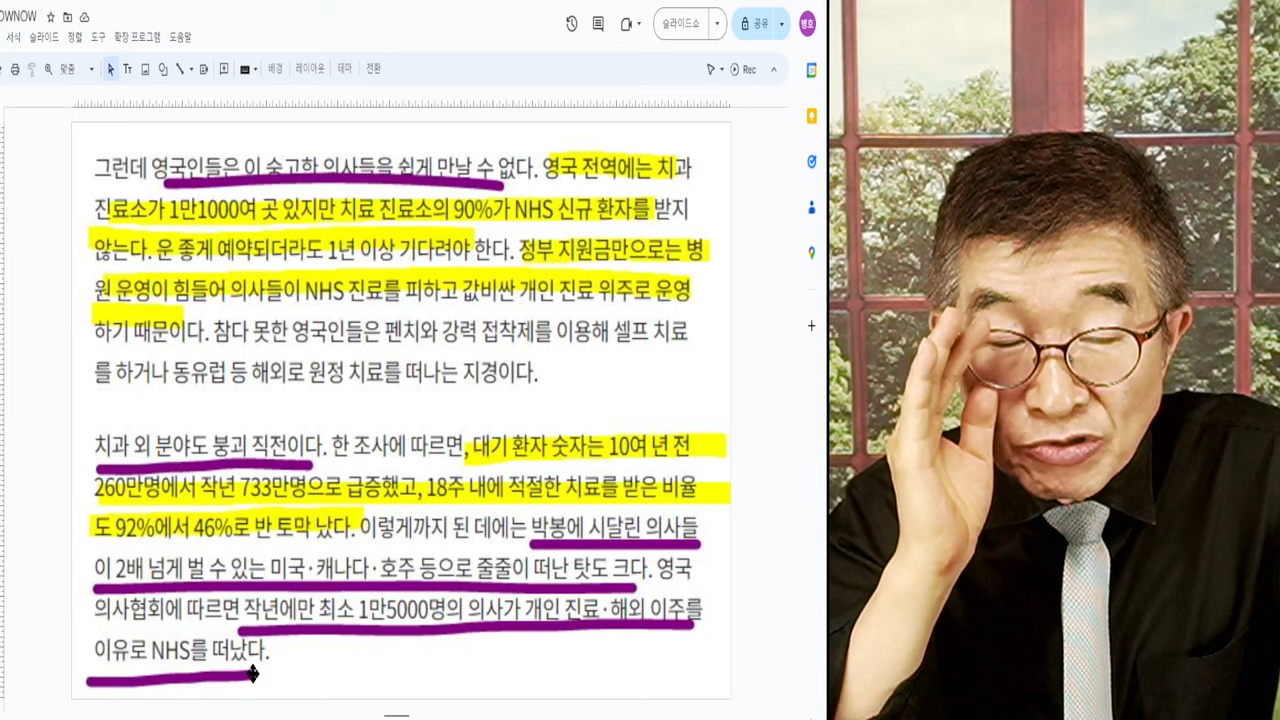 OWNOW
서식 슬라이드 정렬 도구 확장 프로그램 도움말
슬라이드쇼
공유
병호
맞춤
Tт
배경 레이아웃 테마 전환
Rec
그런데 영국인들은 이 숭고한 의사들을 쉽게 만날 수 없다. 영국 전역에는 치과
진료소가 1만1000여 곳 있지만 치료 진료소의 90%가 NHS 신규 환자를 받지
않는다. 운 좋게 예약되더라도 1년 이상 기다려야 한다. 정부 지원금만으로는 병
원 운영이 힘들어 의사들이 NHS 진료를 피하고 값비싼 개인 진료 위주로 운영
하기 때문이다. 참다 못한 영국인들은 펜치와 강력 접착제를 이용해 셀프 치료
를 하거나 동유럽 등 해외로 원정 치료를 떠나는 지경이다.
치과 외 분야도 붕괴 직전이다. 한 조사에 따르면, 대기 환자 숫자는 10여 년 전
260만명에서 작년 733만명으로 급증했고, 18주 내에 적절한 치료를 받은 비율
도 92%에서 46%로 반 토막 났다. 이렇게까지 된 데에는 박봉에 시달린 의사들
이 2배 넘게 벌 수 있는 미국·캐나다·호주 등으로 줄줄이 떠난 탓도 크다. 영국
의사협회에 따르면 작년에만 최소 1만5000명의 의사가 개인 진료·해외 이주를
이유로 NHS를 떠났다.